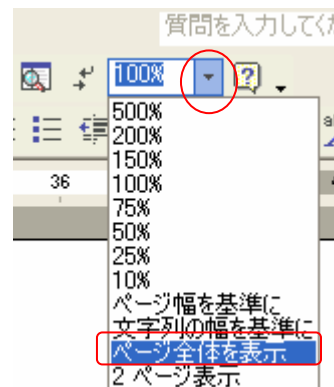 質問を入力してくだ
100%
500%
200%
150%
36
100%
75%
50%
25%
10%
ページ幅を基準に
文字列の幅を基準に
ページ全体を表示
2 ページ表示